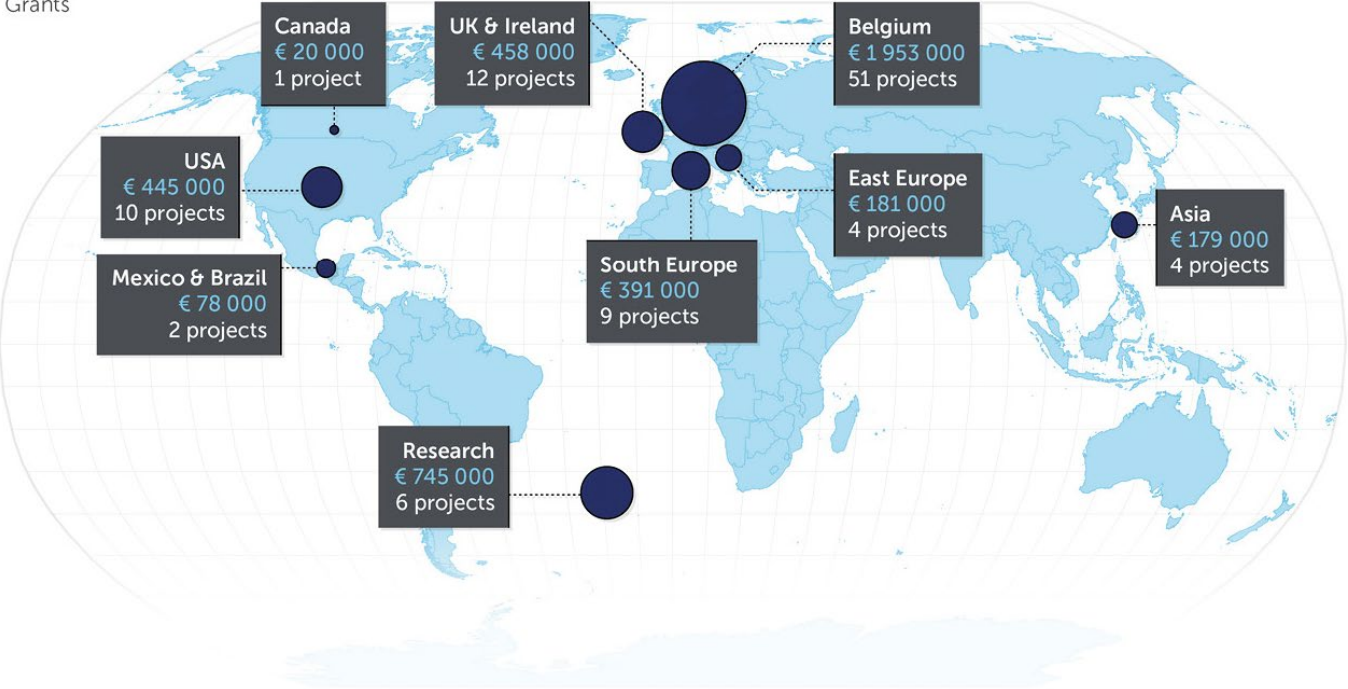 Grants
Canada
€ 20 000
1 project
UK & Ireland
€ 458 000
12 projects
Belgium
€ 1 953 000
51 projects
USA
€ 445 000
10 projects
East Europe
€ 181 000
4 projects
Asia
€ 179 000
4 projects
Mexico & Brazil
€ 78 000
2 projects
South Europe
€ 391 000
9 projects
Research
€ 745 000
6 projects